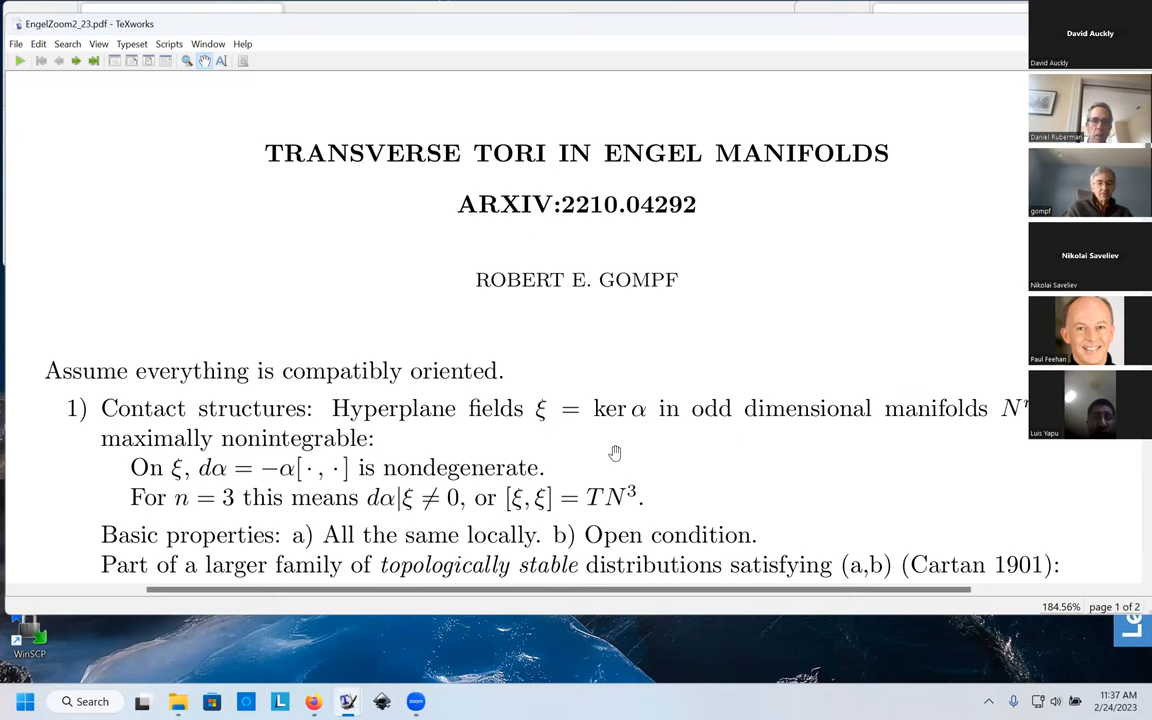 EngelZoom2_23.pdf - TeXworks
File Edit Search View Typeset Scripts Window Help
TRANSVERSE TORI IN ENGEL MANIFOLDS
ARXIV:2210.04292
ROBERT E. GOMPF
Assume everything is compatibly oriented.
1) Contact structures: Hyperplane fields ξ = ker α in odd dimensional manifolds N
maximally nonintegrable:
On ξ, dα = −α[ · , · ] is nondegenerate.
For n = 3 this means dα|ξ ≠ 0, or [ξ, ξ] = TN³.
Basic properties: a) All the same locally. b) Open condition.
Part of a larger family of topologically stable distributions satisfying (a,b) (Cartan 1901):
184.56% page 1 of 2
David Auckly
David Auckly
Daniel Ruberman
gompf
Nikolai Saveliev
Nikolai Saveliev
Paul Feehan
Luis Yapu
WinSCP
Search
zoom
11:37 AM
2/24/2023